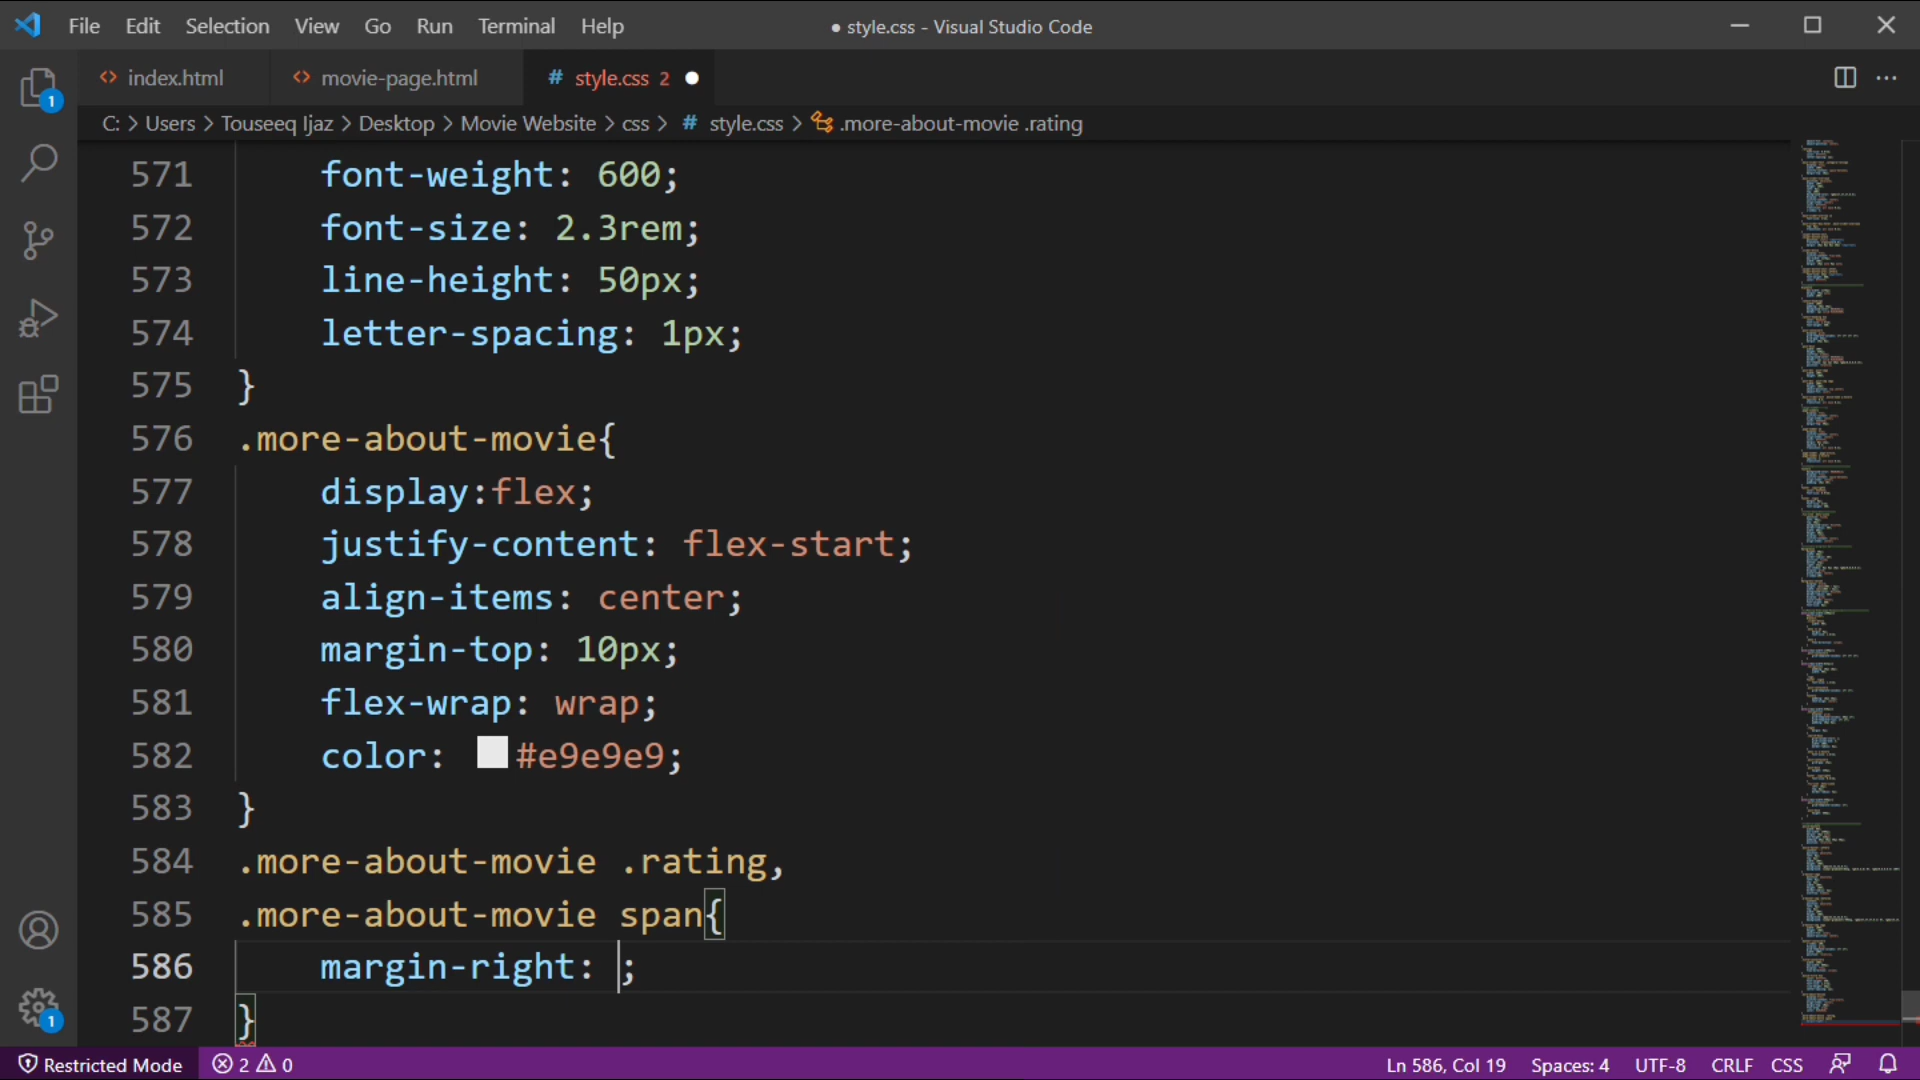 File Edit Selection View Go Run Terminal Help
● style.css - Visual Studio Code
<> index.html <> movie-page.html # style.css 2 ●
C: > Users > Touseeq Ijaz > Desktop > Movie Website > css > # style.css > .more-about-movie .rating
1
571 font-weight: 600;
572 font-size: 2.3rem;
573 line-height: 50px;
574 letter-spacing: 1px;
575 }
576 .more-about-movie{
577 display:flex;
578 justify-content: flex-start;
579 align-items: center;
580 margin-top: 10px;
581 flex-wrap: wrap;
582 color: #e9e9e9;
583 }
584 .more-about-movie .rating,
585 .more-about-movie span{
586 margin-right: ;
587 }
1
Restricted Mode 2 0 Ln 586, Col 19 Spaces: 4 UTF-8 CRLF CSS